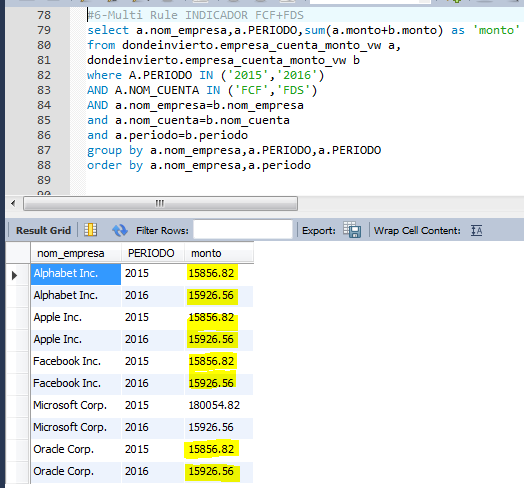 78 #6-Multi Rule INDICADOR FCF+FDS
79 select a.nom_empresa,a.PERIODO,sum(a.monto+b.monto) as 'monto'
80 from dondeinvierto.empresa_cuenta_monto_vw a,
81 dondeinvierto.empresa_cuenta_monto_vw b
82 where A.PERIODO IN ('2015','2016')
83 AND A.NOM_CUENTA IN ('FCF','FDS')
84 AND a.nom_empresa=b.nom_empresa
85 and a.nom_cuenta=b.nom_cuenta
86 and a.periodo=b.periodo
87 group by a.nom_empresa,a.PERIODO,a.PERIODO
88 order by a.nom_empresa,a.periodo
89
Result Grid Filter Rows: Export: Wrap Cell Content:
nom_empresa PERIODO monto
Alphabet Inc. 2015 15856.82
Alphabet Inc. 2016 15926.56
Apple Inc. 2015 15856.82
Apple Inc. 2016 15926.56
Facebook Inc. 2015 15856.82
Facebook Inc. 2016 15926.56
Microsoft Corp. 2015 180054.82
Microsoft Corp. 2016 15926.56
Oracle Corp. 2015 15856.82
Oracle Corp. 2016 15926.56